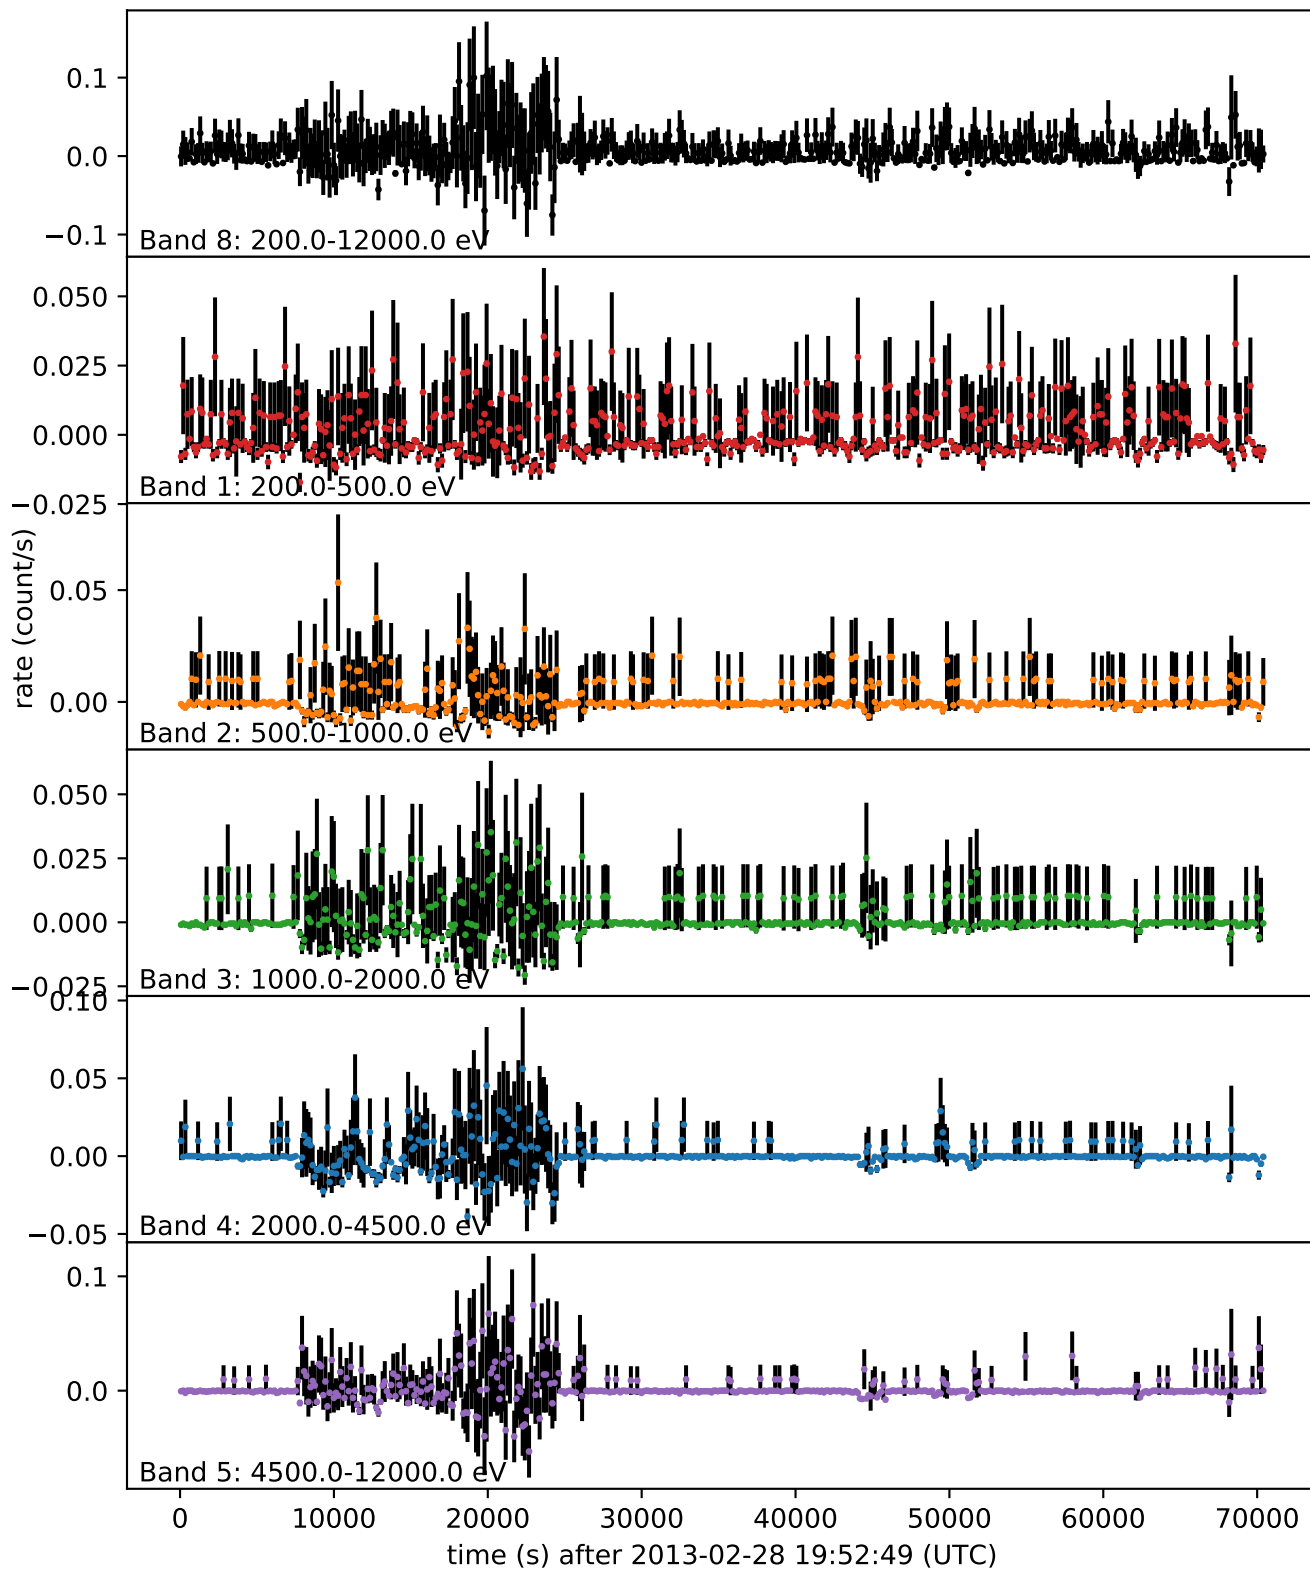 0.1
0.0
−0.1
Band 8: 200.0-12000.0 eV
0.050
0.025
0.000
−0.025
Band 1: 200.0-500.0 eV
rate (count/s)
0.05
0.00
Band 2: 500.0-1000.0 eV
0.050
0.025
0.000
−0.025
Band 3: 1000.0-2000.0 eV
0.10
0.05
0.00
−0.05
Band 4: 2000.0-4500.0 eV
0.1
0.0
Band 5: 4500.0-12000.0 eV
0 10000 20000 30000 40000 50000 60000 70000
time (s) after 2013-02-28 19:52:49 (UTC)